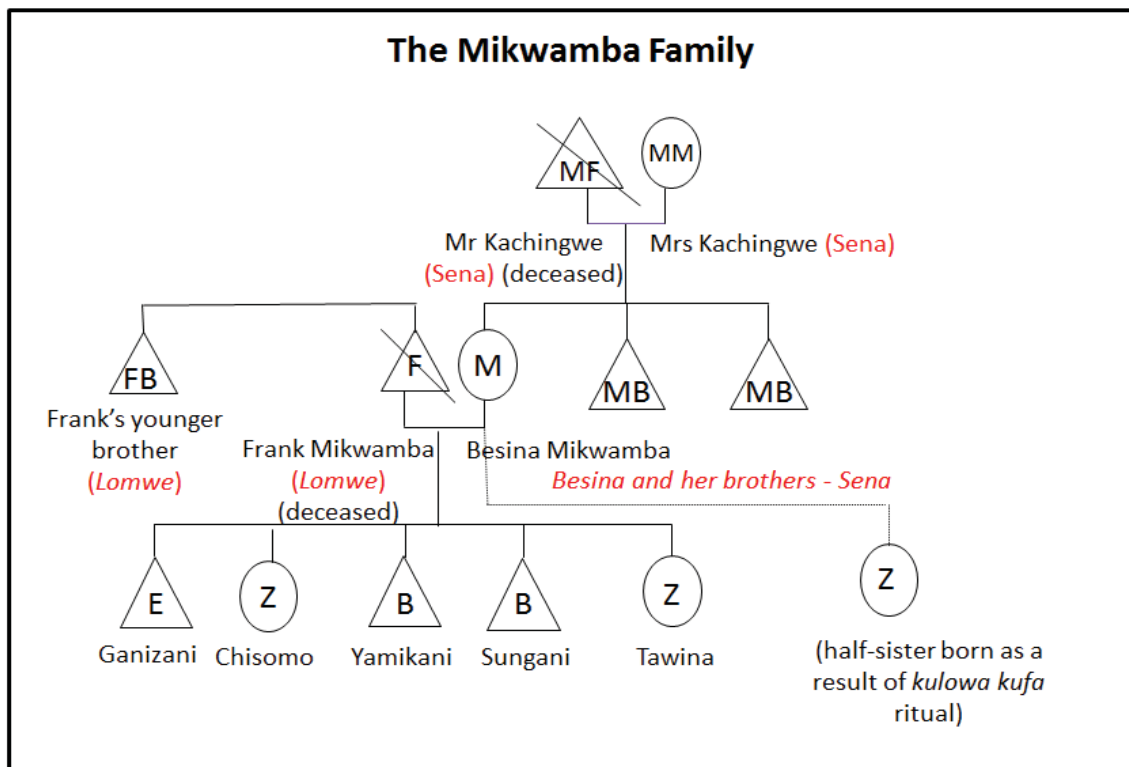 The Mikwamba Family
MF
MM
Mr Kachingwe
(Sena) (deceased)
Mrs Kachingwe (Sena)
FB
F
M
MB
MB
Frank's younger
brother
(Lomwe)
Frank Mikwamba
(Lomwe)
(deceased)
Besina Mikwamba
Besina and her brothers - Sena
E
Z
B
B
Z
Z
Ganizani
Chisomo
Yamikani
Sungani
Tawina
(half-sister born as a
result of kulowa kufa
ritual)